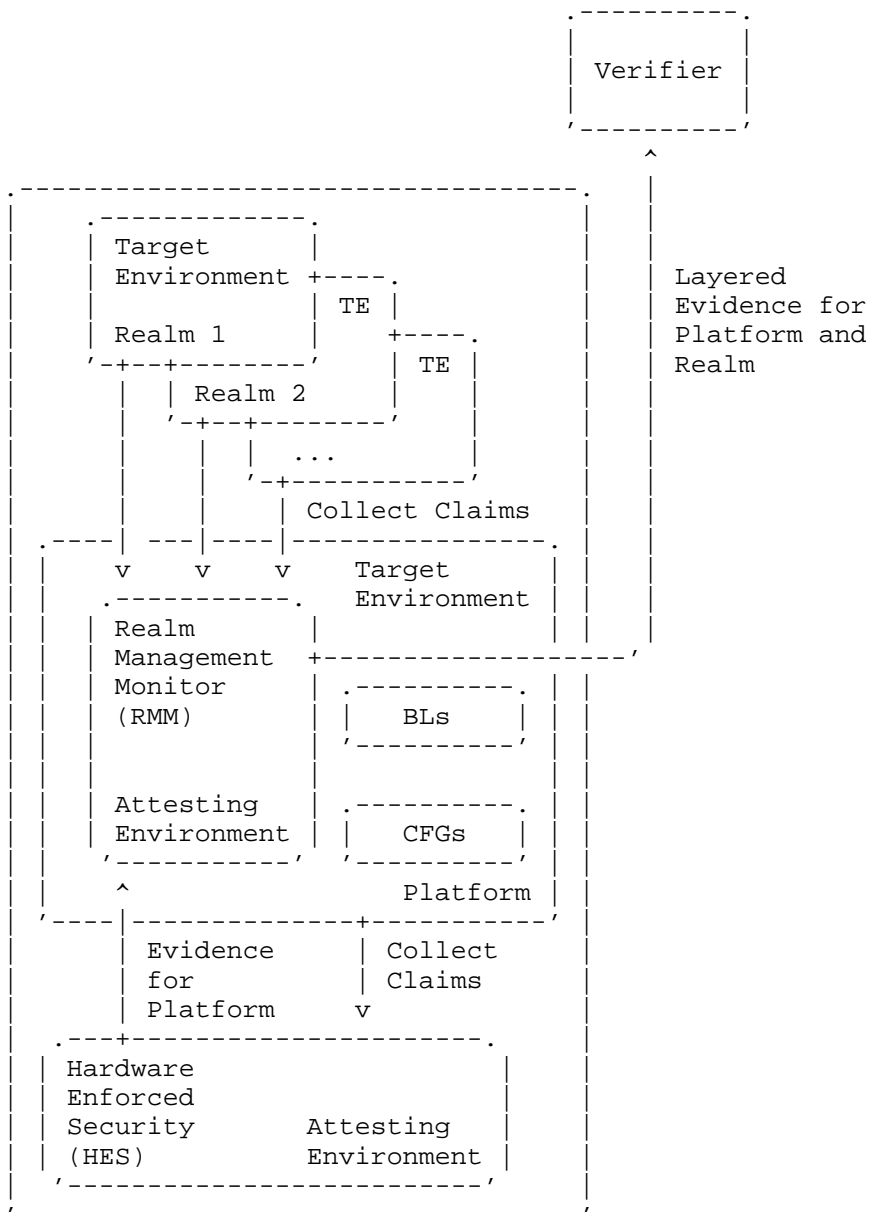 Verifier
Target
Environment
Layered
TE
Evidence for
Realm 1
Platform and
TE
Realm
Realm 2
...
Collect Claims
v v v Target
Environment
Realm
Management
Monitor
(RMM)
BLs
Attesting
Environment
CFGs
Platform
Evidence
Collect
for
Claims
Platform
v
Hardware
Enforced
Security
Attesting
(HES)
Environment